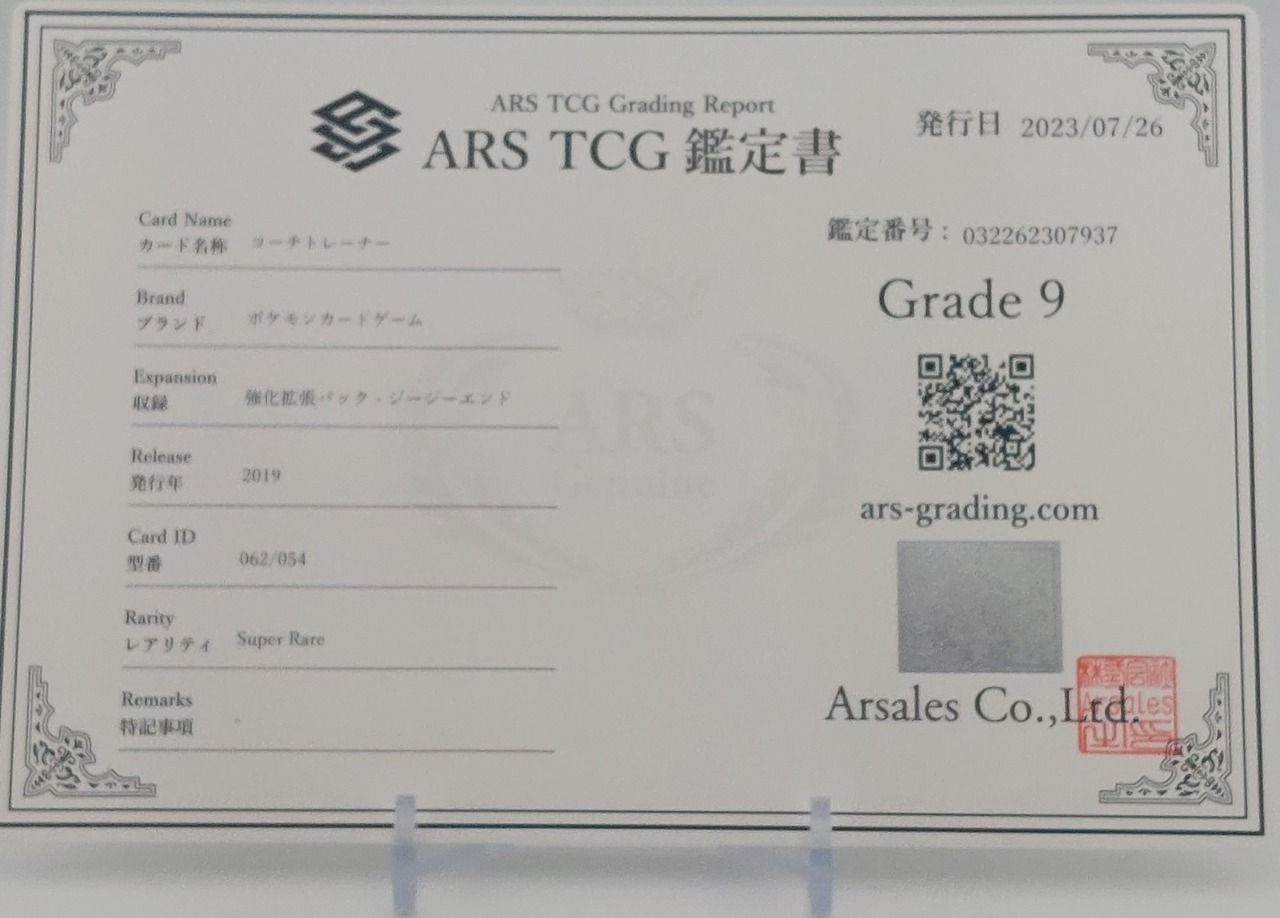 ARS TCG Grading Report
ARS TCG 鑑定書
発行日 2023/07/26
Card Name
カード名称 コーチトレーナー
Brand
ブランド ポケモンカードゲーム
Expansion
収録 強化拡張パック・ジージーエンド
Release
発行年 2019
Card ID
型番 062/054
Rarity
レアリティ Super Rare
Remarks
特記事項
鑑定番号： 032262307937
Grade 9
ars-grading.com
Arsales Co.,Ltd.
Arsales
ARS
Genuine